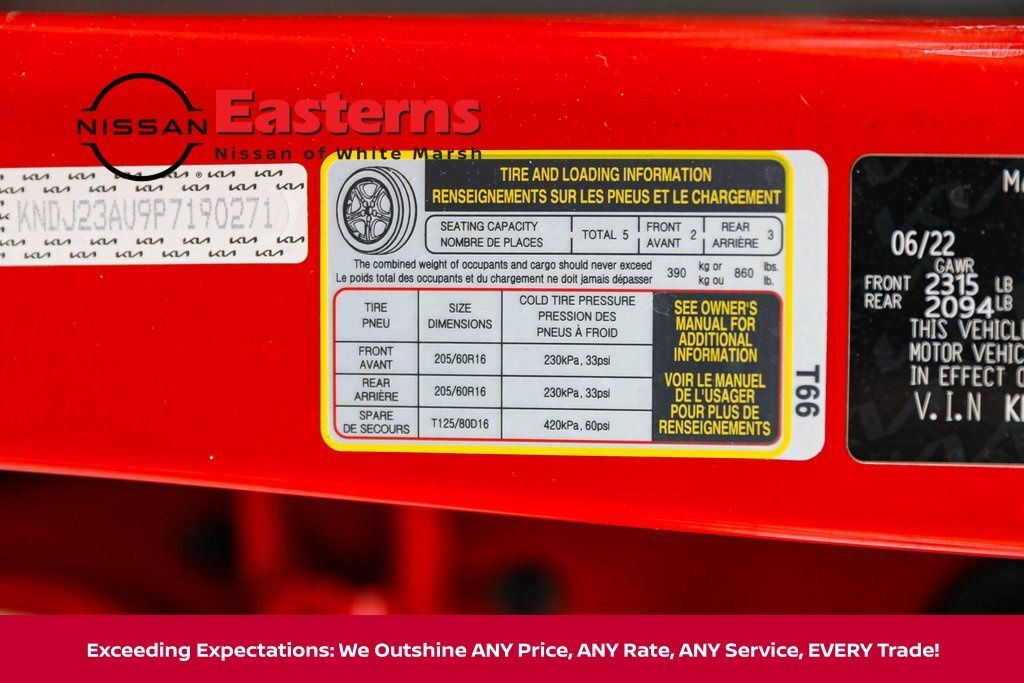 NISSAN
Easterns
Nissan of White Marsh
KNDJ23AU9P7190271
TIRE AND LOADING INFORMATION
RENSEIGNEMENTS SUR LES PNEUS ET LE CHARGEMENT
SEATING CAPACITY
NOMBRE DE PLACES
TOTAL 5
FRONT
AVANT 2
REAR
ARRIÈRE 3
The combined weight of occupants and cargo should never exceed 390 kg or 860 lbs.
Le poids total des occupants et du chargement ne doit jamais dépasser kg ou lb.
TIRE
PNEU
SIZE
DIMENSIONS
COLD TIRE PRESSURE
PRESSION DES
PNEUS À FROID
FRONT
AVANT
205/60R16
230kPa, 33psi
REAR
ARRIÈRE
205/60R16
230kPa, 33psi
SPARE
DE SECOURS
T125/80D16
420kPa, 60psi
SEE OWNER'S
MANUAL FOR
ADDITIONAL
INFORMATION
VOIR LE MANUEL
DE L'USAGER
POUR PLUS DE
RENSEIGNEMENTS
T66
06/22
GAWR
FRONT 2315 LB
REAR 2094 LB
THIS VEHICL
MOTOR VEHIC
IN EFFECT
V.I.N
Exceeding Expectations: We Outshine ANY Price, ANY Rate, ANY Service, EVERY Trade!